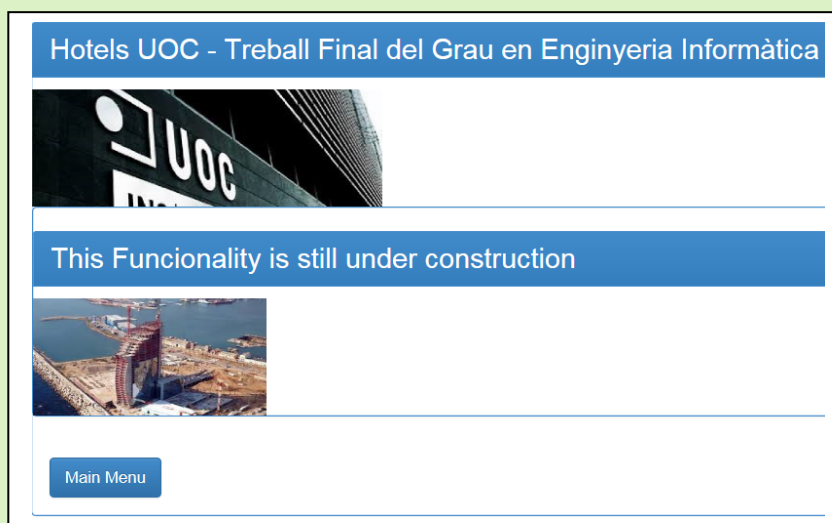 Hotels UOC - Treball Final del Grau en Enginyeria Informàtica
UOC
This Funcionality is still under construction
Main Menu